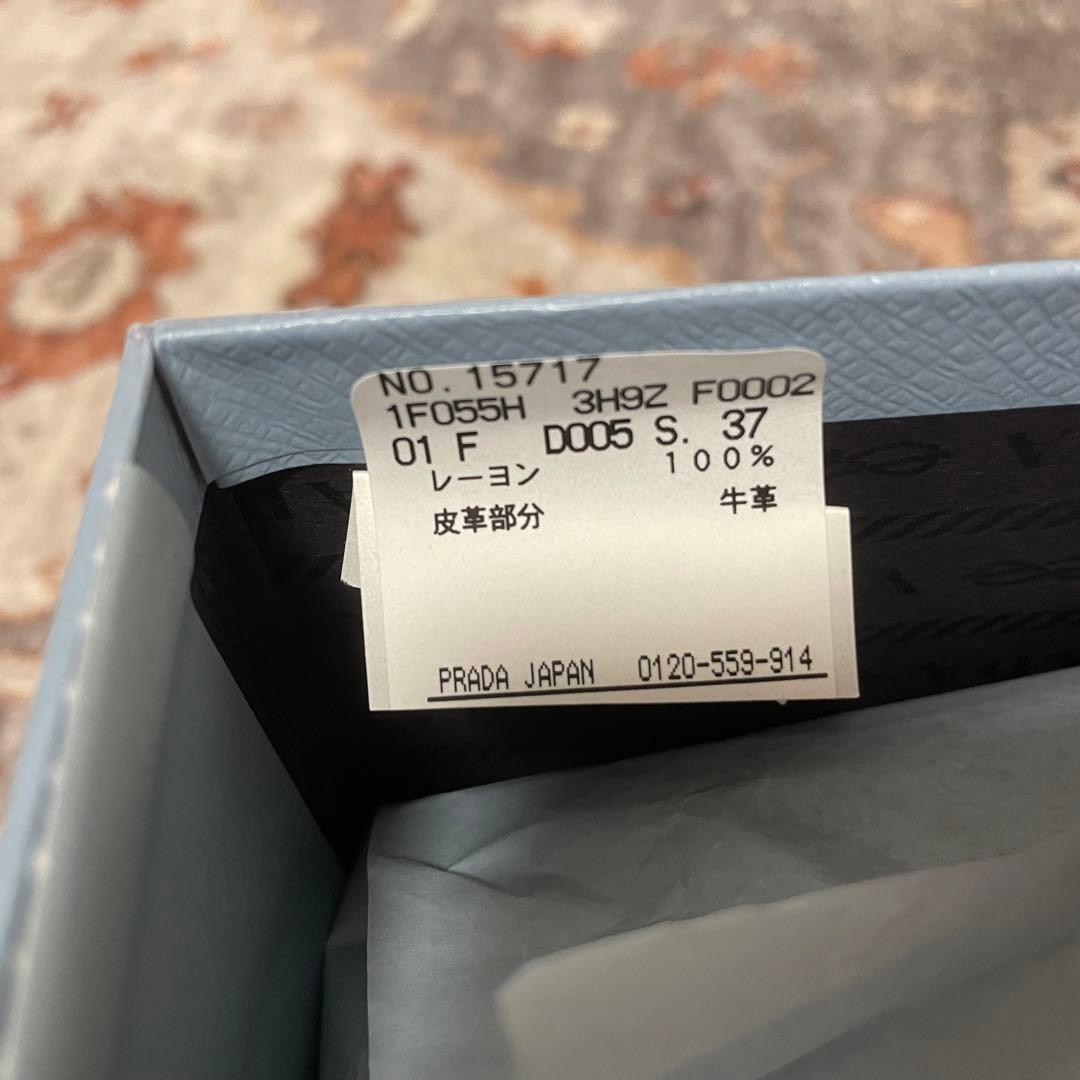 NO.15717
1F055H 3H9Z F0002
01 F D005 S. 37
レーヨン 100%
皮革部分 牛革
PRADA JAPAN 0120-559-914